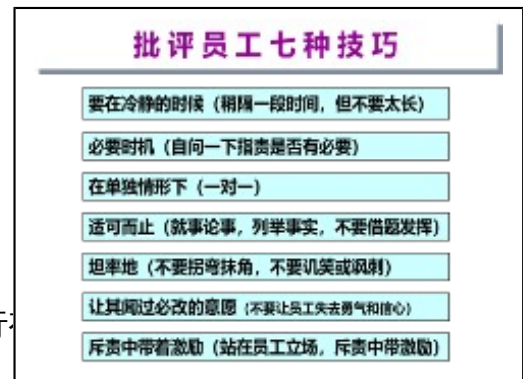 批评员工七种技巧
要在冷静的时候（稍隔一段时间，但不要太长）
必要时机（自问一下指责是否有必要）
在单独情形下（一对一）
适可而止（就事论事，列举事实，不要借题发挥）
坦率地（不要拐弯抹角，不要讥笑或讽刺）
让其闻过必改的意愿（不要让员工失去勇气和信心）
斥责中带着激励（站在员工立场，斥责中带激励）